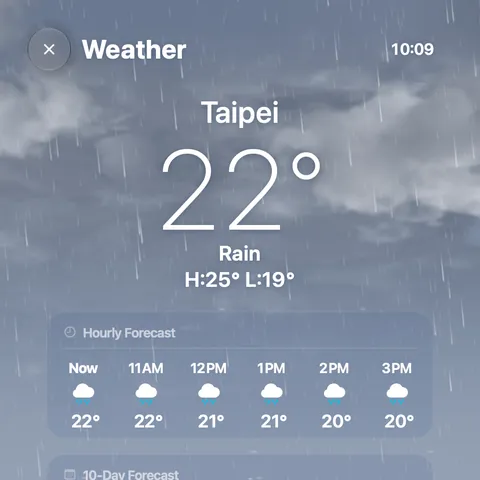 Weather
10:09
Taipei
22°
Rain
H:25° L:19°
Hourly Forecast
Now 11AM 12PM 1PM 2PM 3PM
22° 22° 21° 21° 20° 20°
10-Day Forecast